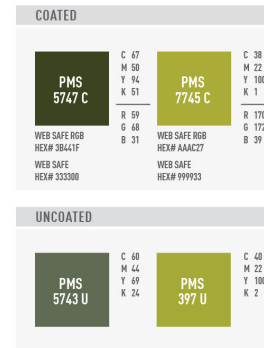 COATED
PMS
5747 C
C 67
M 50
Y 94
K 51
R 59
G 68
B 31
WEB SAFE RGB
HEX# 3B441F
WEB SAFE
HEX# 333300
PMS
7745 C
C 38
M 22
Y 100
K 1
R 170
G 172
B 39
WEB SAFE RGB
HEX# AAAC27
WEB SAFE
HEX# 999933
UNCOATED
PMS
5743 U
C 60
M 44
Y 69
K 24
PMS
397 U
C 40
M 22
Y 100
K 2